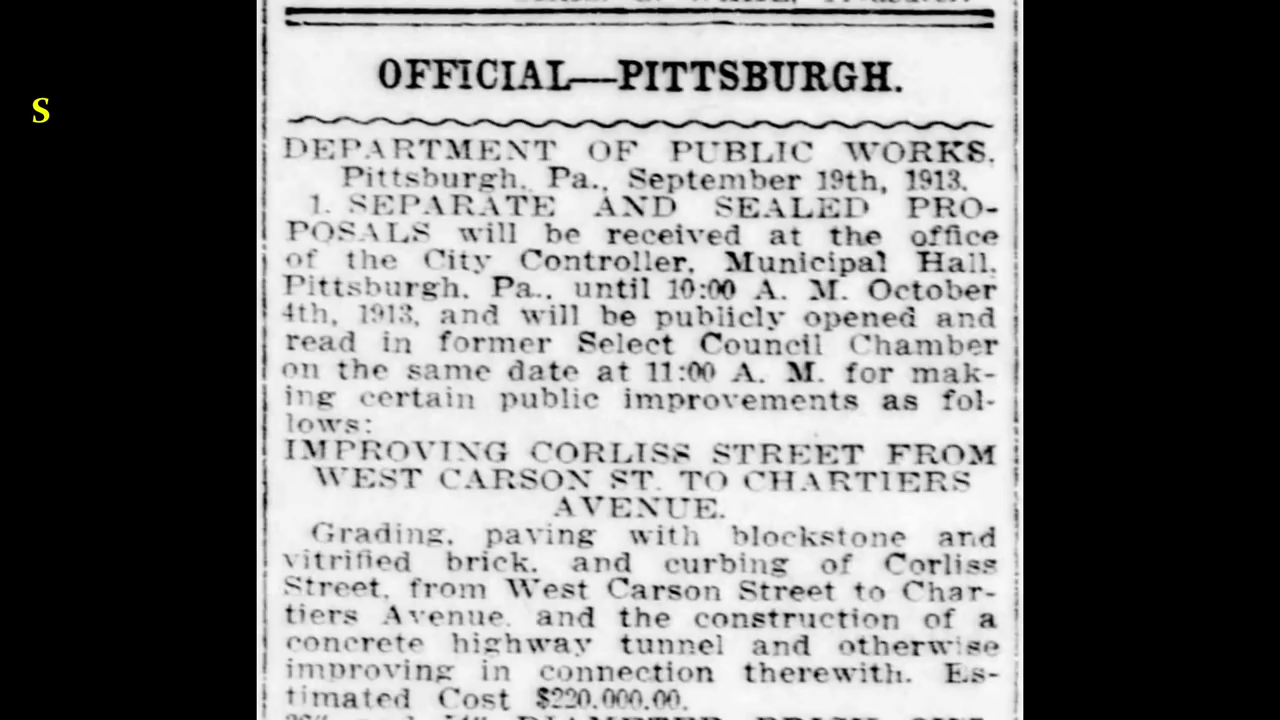 S
OFFICIAL—PITTSBURGH.
DEPARTMENT OF PUBLIC WORKS.
Pittsburgh, Pa., September 19th, 1913.
1. SEPARATE AND SEALED PRO-
POSALS will be received at the office
of the City Controller, Municipal Hall,
Pittsburgh, Pa., until 10:00 A. M. October
4th, 1913, and will be publicly opened and
read in former Select Council Chamber
on the same date at 11:00 A. M. for mak-
ing certain public improvements as fol-
lows:
IMPROVING CORLISS STREET FROM
WEST CARSON ST. TO CHARTIERS
AVENUE.
Grading, paving with blockstone and
vitrified brick, and curbing of Corliss
Street, from West Carson Street to Char-
tiers Avenue, and the construction of a
concrete highway tunnel and otherwise
improving in connection therewith. Es-
timated Cost $220,000.00.